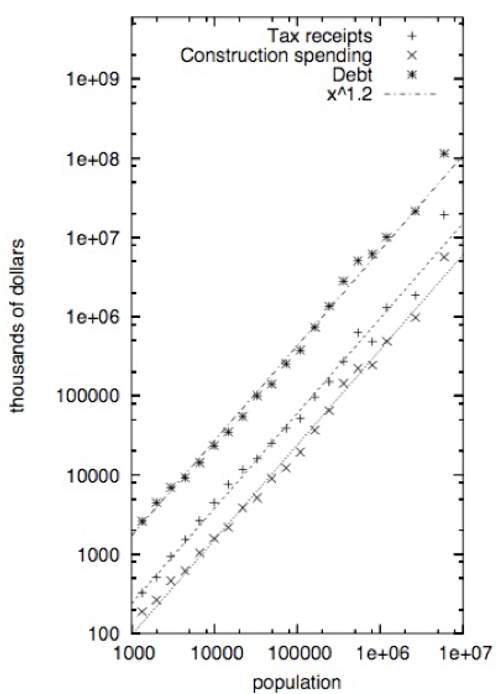 Tax receipts
Construction spending
Debt
x^1.2
1e+09
1e+08
1e+07
1e+06
100000
10000
1000
100
thousands of dollars
1000 10000 100000 1e+06 1e+07
population